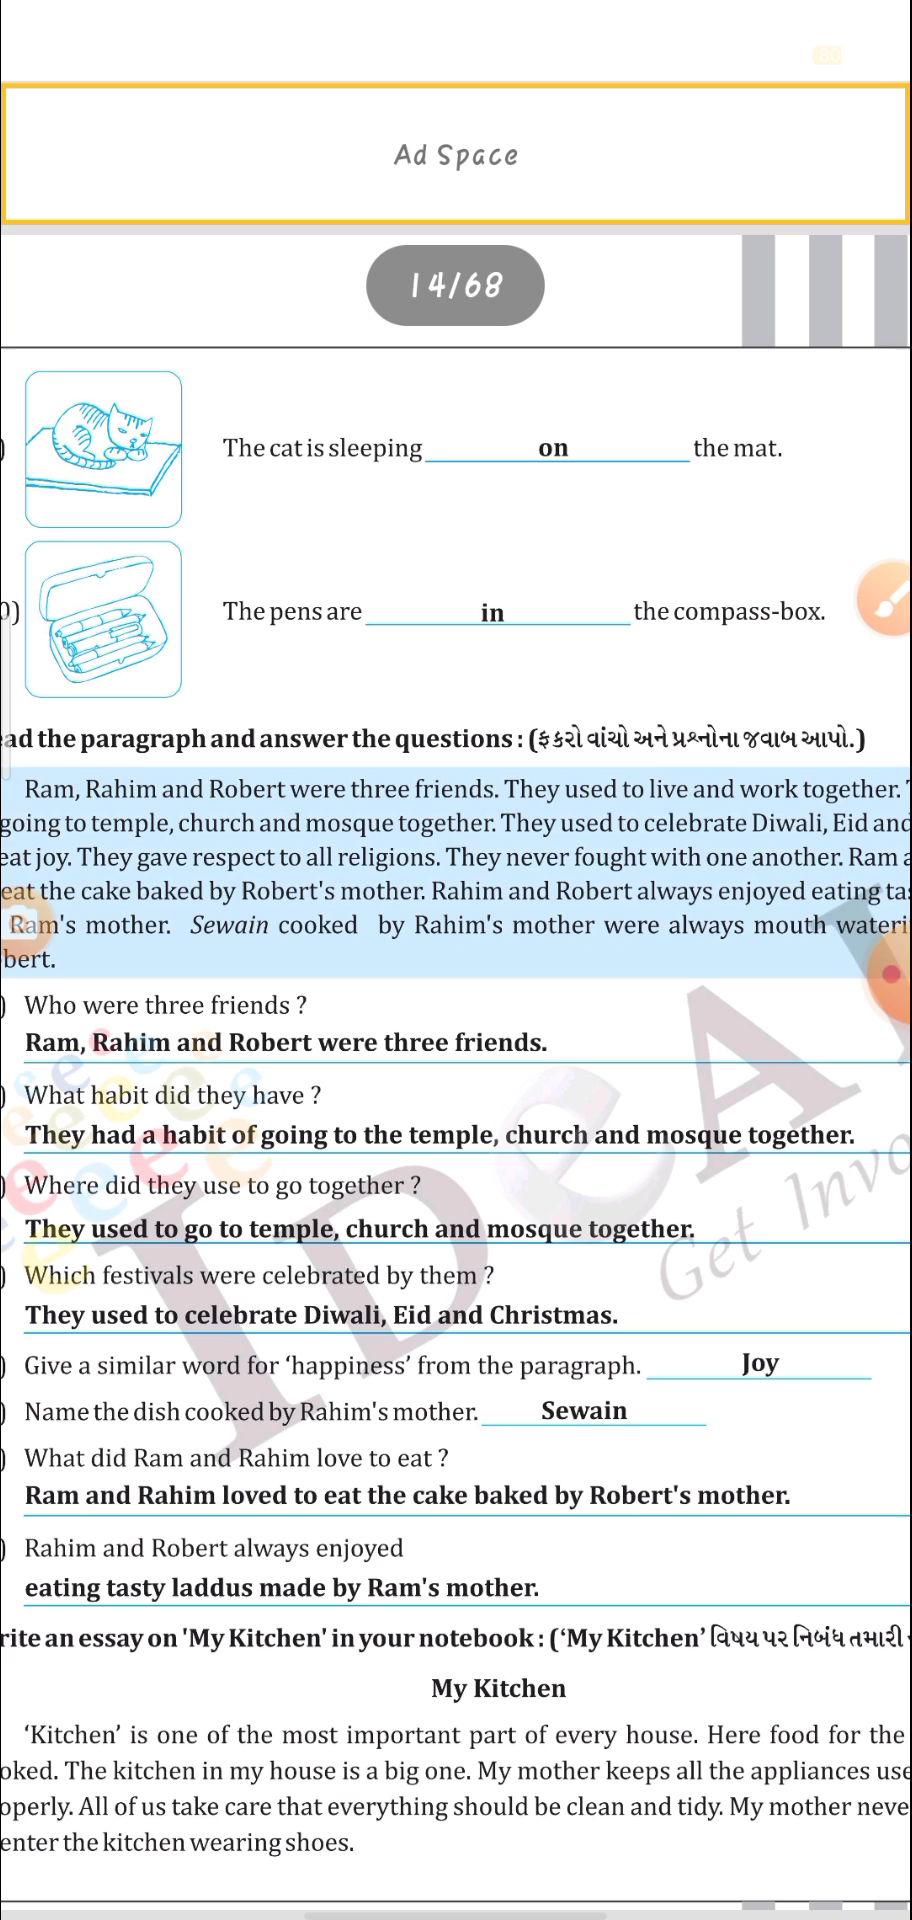 80
Ad Space
14/68
)
The cat is sleeping on the mat.
0)
The pens are in the compass-box.
ad the paragraph and answer the questions : (ફકરો વાંચો અને પ્રશ્નોના જવાબ આપો.)
Ram, Rahim and Robert were three friends. They used to live and work together.
going to temple, church and mosque together. They used to celebrate Diwali, Eid and
eat joy. They gave respect to all religions. They never fought with one another. Ram a
eat the cake baked by Robert's mother. Rahim and Robert always enjoyed eating tas
Ram's mother. Sewain cooked by Rahim's mother were always mouth wateri
bert.
) Who were three friends ?
Ram, Rahim and Robert were three friends.
) What habit did they have ?
They had a habit of going to the temple, church and mosque together.
) Where did they use to go together ?
They used to go to temple, church and mosque together.
) Which festivals were celebrated by them ?
They used to celebrate Diwali, Eid and Christmas.
) Give a similar word for ‘happiness’ from the paragraph. Joy
) Name the dish cooked by Rahim's mother. Sewain
) What did Ram and Rahim love to eat ?
Ram and Rahim loved to eat the cake baked by Robert's mother.
) Rahim and Robert always enjoyed
eating tasty laddus made by Ram's mother.
rite an essay on 'My Kitchen' in your notebook : (‘My Kitchen’ વિષય પર નિબંધ તમારી
My Kitchen
‘Kitchen’ is one of the most important part of every house. Here food for the
oked. The kitchen in my house is a big one. My mother keeps all the appliances use
operly. All of us take care that everything should be clean and tidy. My mother neve
enter the kitchen wearing shoes.
IDeA
Get Invo